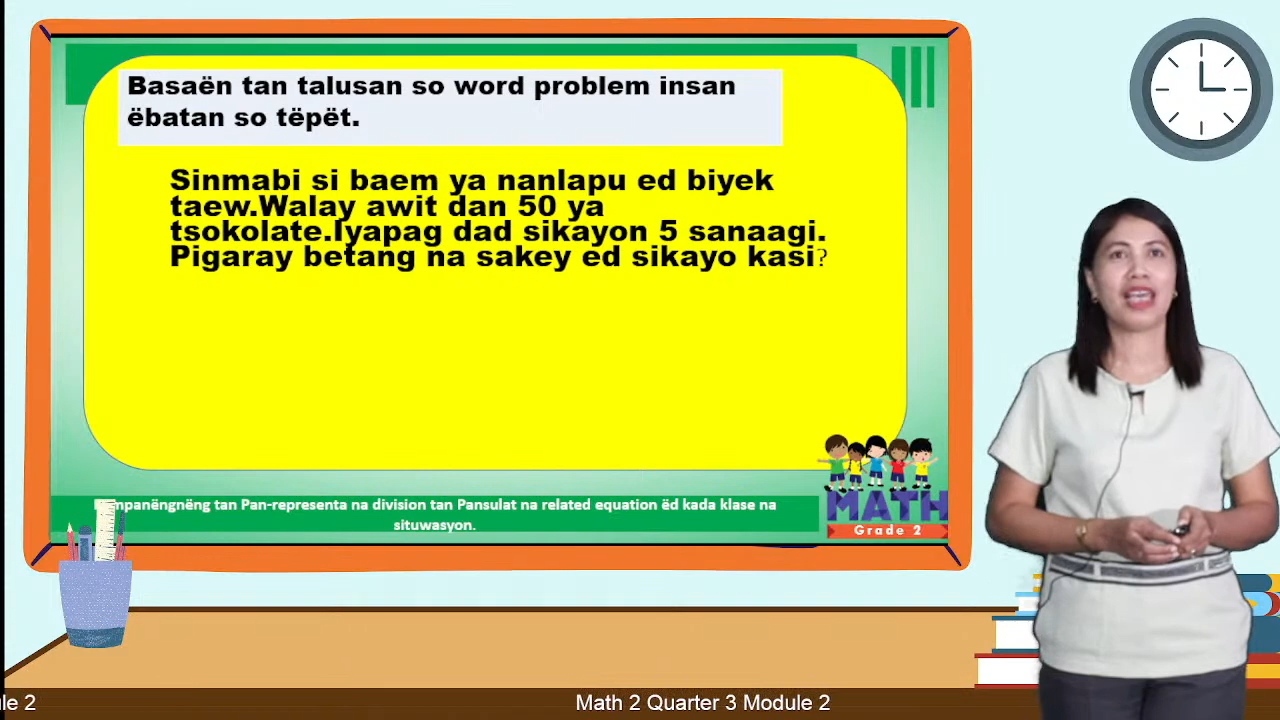 Basaën tan talusan so word problem insan
ëbatan so tëpët.
Sinmabi si baem ya nanlapu ed biyek
taew.Walay awit dan 50 ya
tsokolate.Iyapag dad sikayon 5 sanaagi.
Pigaray betang na sakey ed sikayo kasi?
tan Pan-representa na division tan Pansulat na related equation ëd kada klase na
situwasyon.
MATH
Grade 2
le 2
Math 2 Quarter 3 Module 2